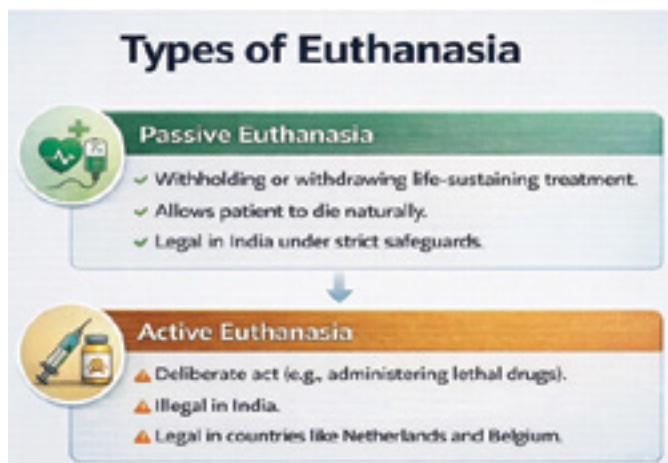 Types of Euthanasia
Passive Euthanasia
Withholding or withdrawing life-sustaining treatment.
Allows patient to die naturally.
Legal in India under strict safeguards.
Active Euthanasia
Deliberate act (e.g., administering lethal drugs).
Illegal in India.
Legal in countries like Netherlands and Belgium.